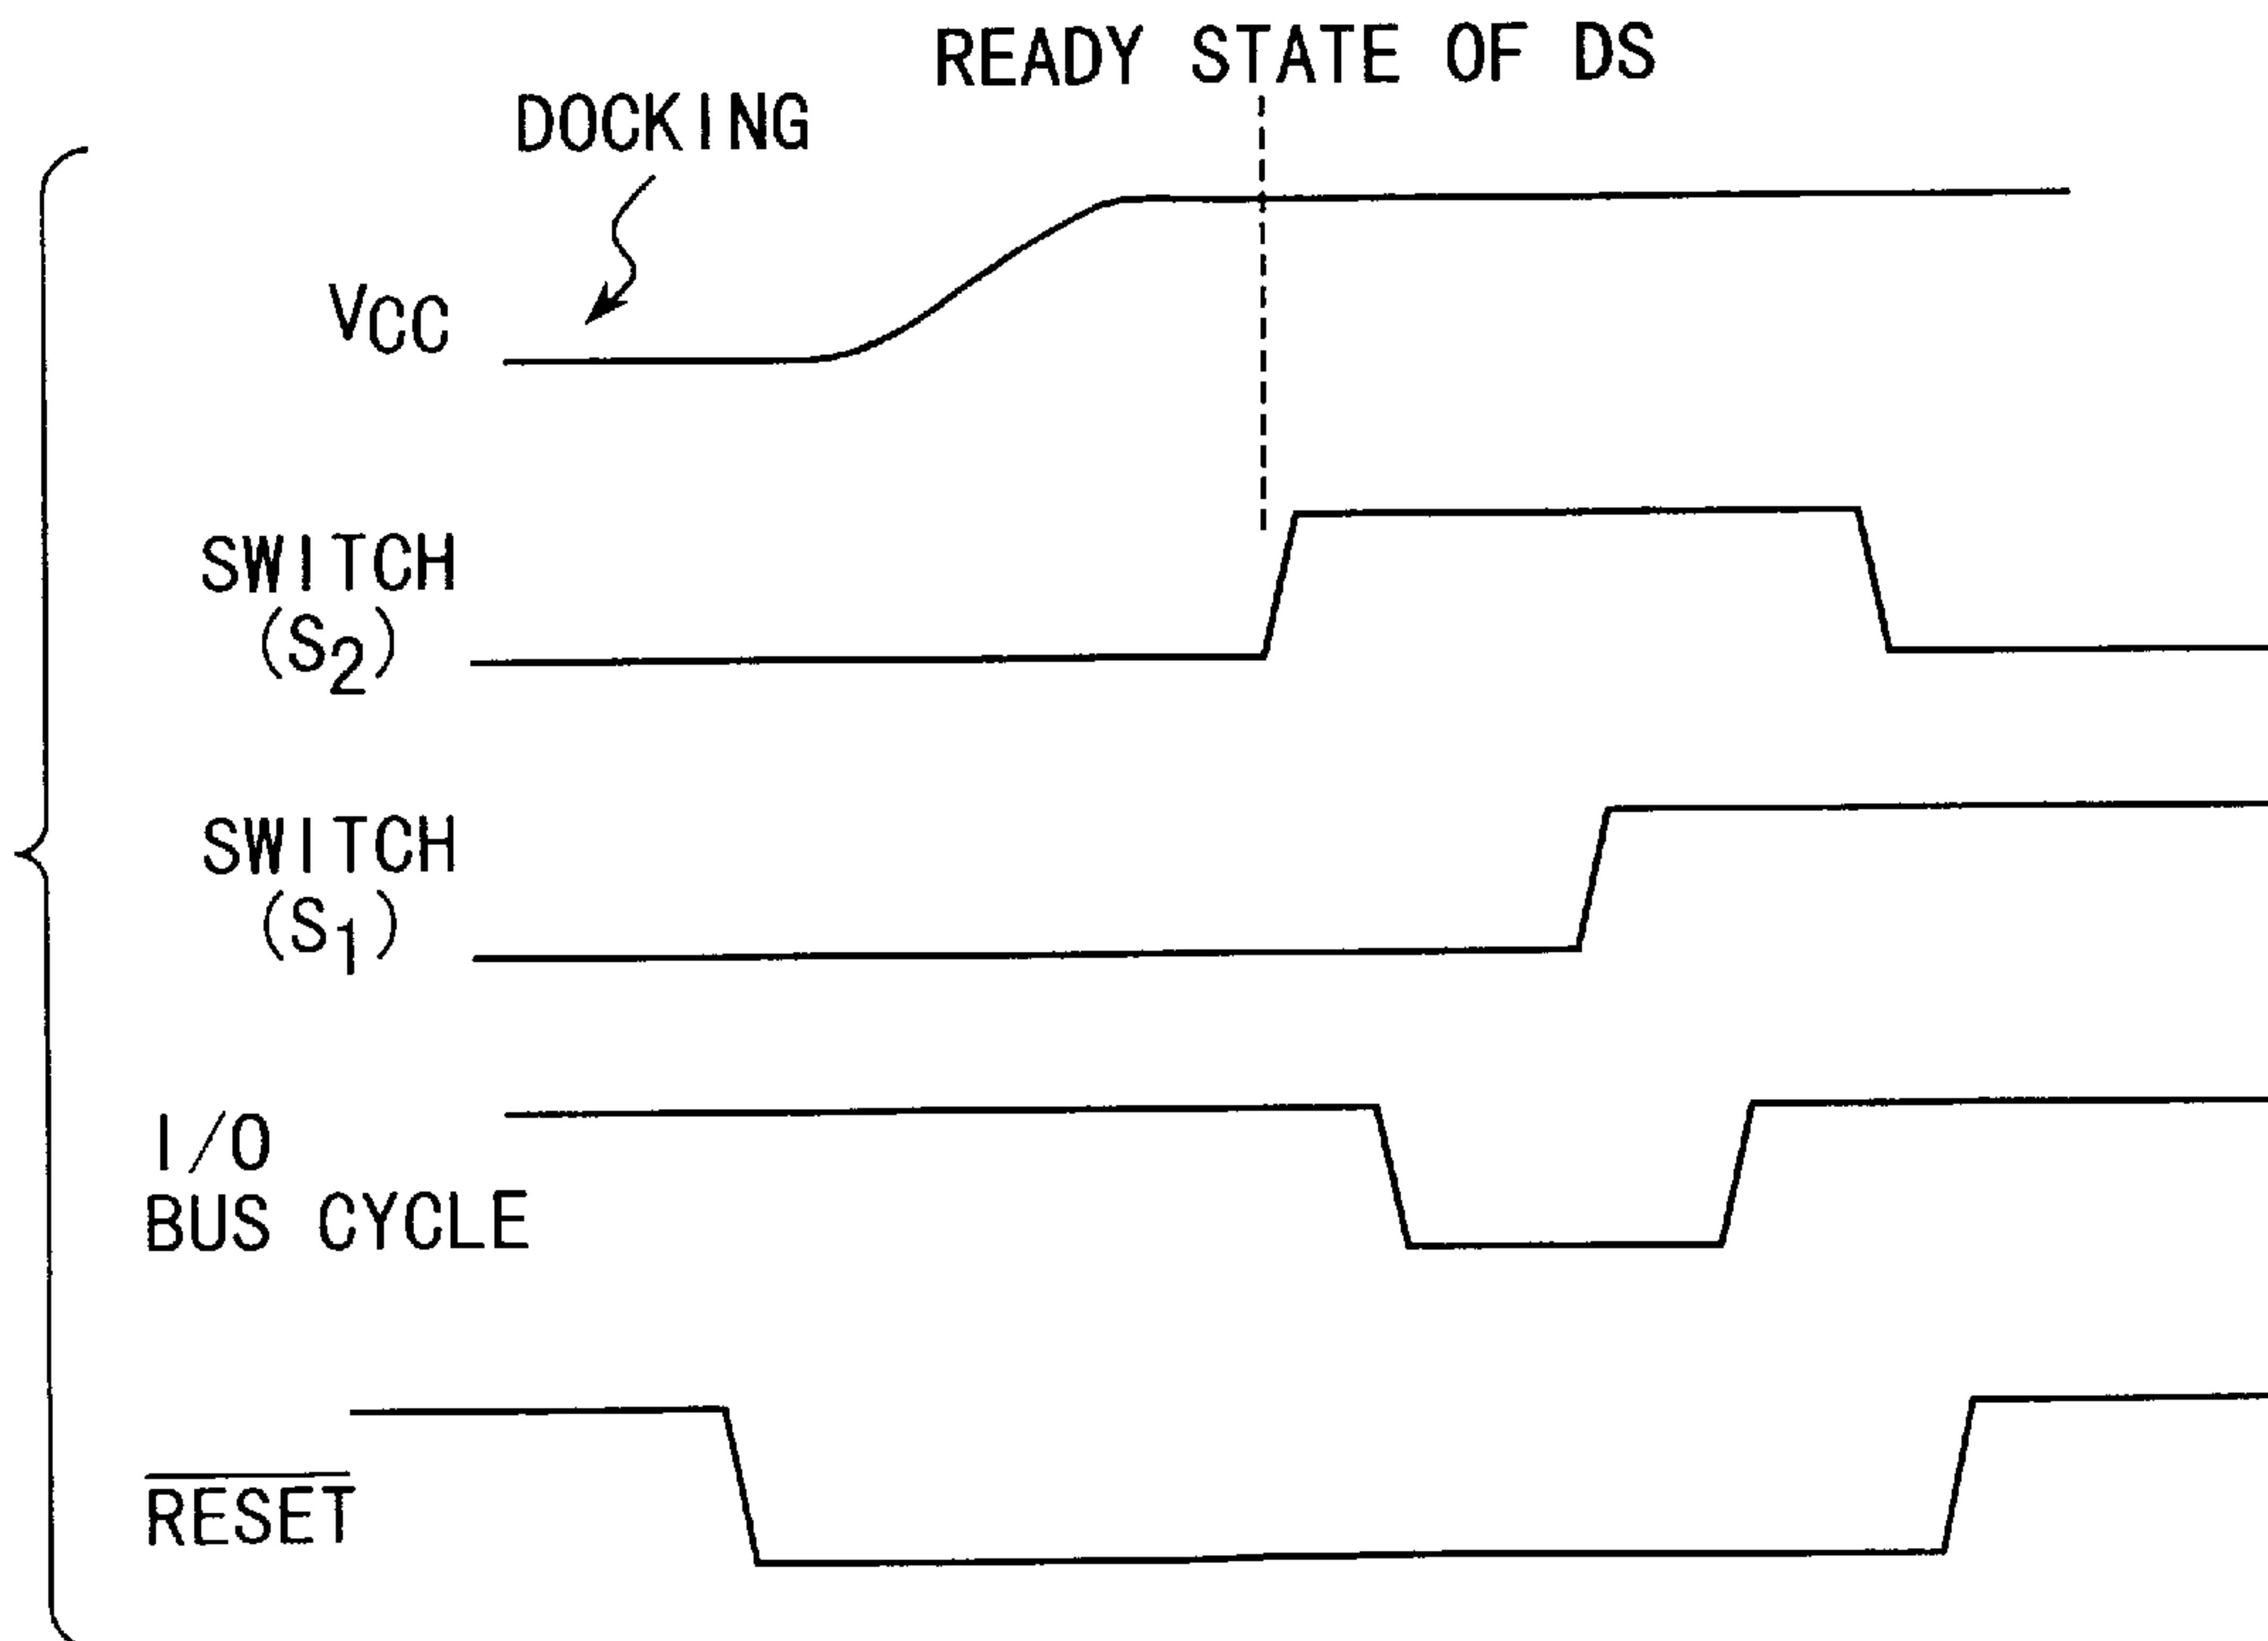 READY STATE OF DS
DOCKING
VCC
SWITCH
(S2)
SWITCH
(S1)
I/O
BUS CYCLE
RESET